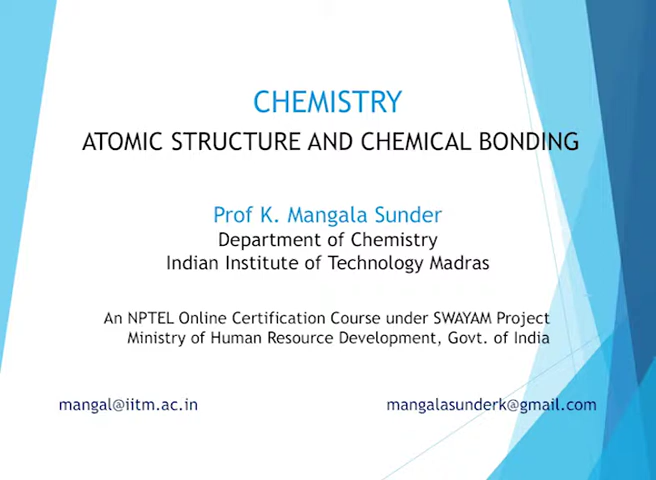 CHEMISTRY
ATOMIC STRUCTURE AND CHEMICAL BONDING
Prof K. Mangala Sunder
Department of Chemistry
Indian Institute of Technology Madras
An NPTEL Online Certification Course under SWAYAM Project
Ministry of Human Resource Development, Govt. of India
mangal@iitm.ac.in
mangalasunderk@gmail.com